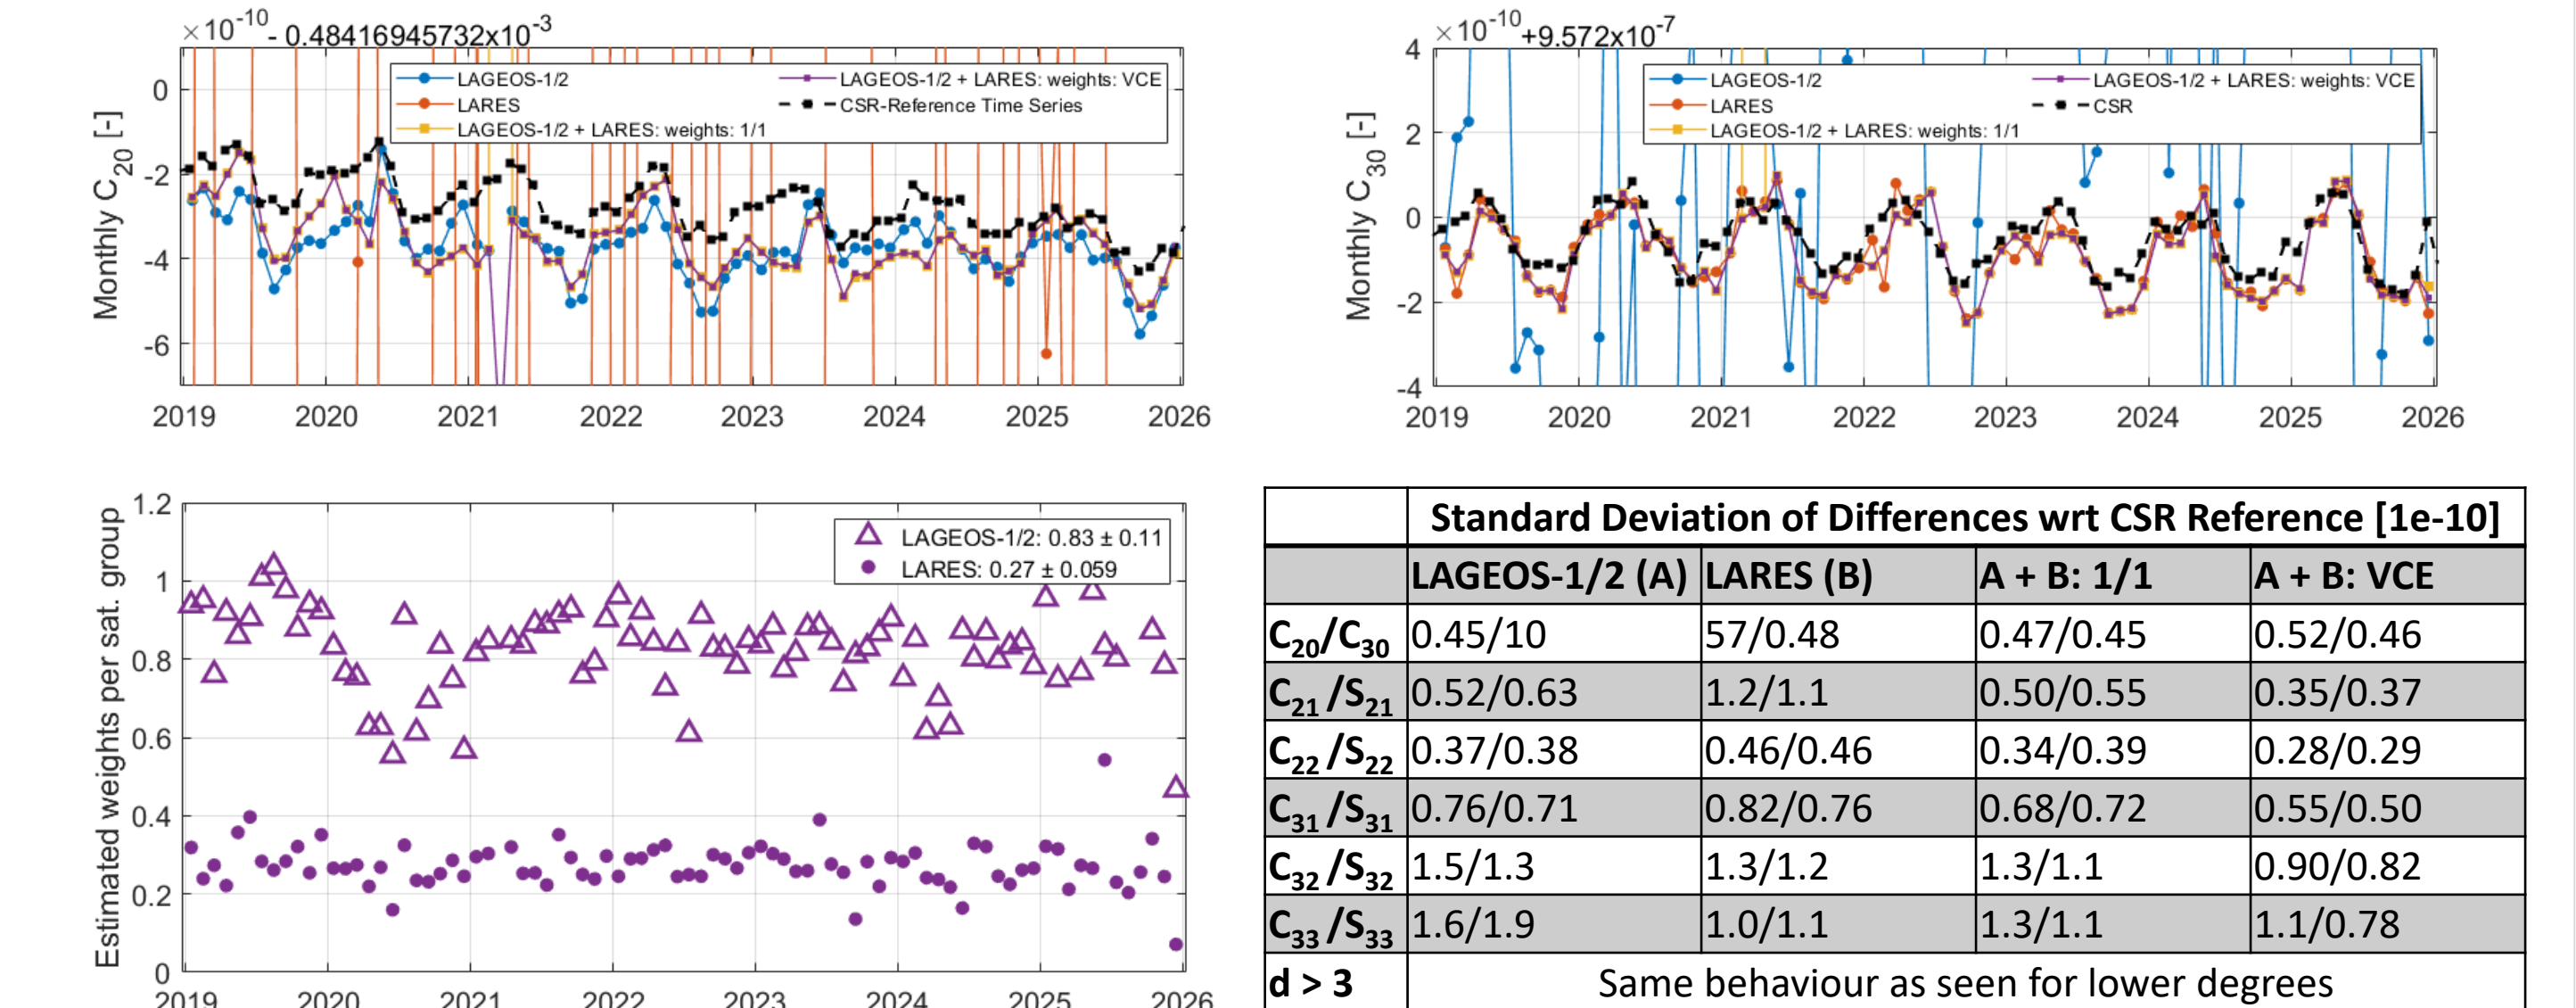 ×10-10 - 0.48416945732x10-3
Monthly C20 [-]
0
-2
-4
-6
LAGEOS-1/2
LARES
LAGEOS-1/2 + LARES: weights: 1/1
LAGEOS-1/2 + LARES: weights: VCE
CSR-Reference Time Series
2019 2020 2021 2022 2023 2024 2025 2026
×10-10 +9.572x10-7
Monthly C30 [-]
4
2
0
-2
-4
LAGEOS-1/2
LARES
LAGEOS-1/2 + LARES: weights: 1/1
LAGEOS-1/2 + LARES: weights: VCE
CSR
2019 2020 2021 2022 2023 2024 2025 2026
Estimated weights per sat. group
1.2
1
0.8
0.6
0.4
0.2
0
LAGEOS-1/2: 0.83 ± 0.11
LARES: 0.27 ± 0.059
2019 2020 2021 2022 2023 2024 2025 2026
Standard Deviation of Differences wrt CSR Reference [1e-10]
LAGEOS-1/2 (A) LARES (B) A + B: 1/1 A + B: VCE
C20/C30 0.45/10 57/0.48 0.47/0.45 0.52/0.46
C21/S21 0.52/0.63 1.2/1.1 0.50/0.55 0.35/0.37
C22/S22 0.37/0.38 0.46/0.46 0.34/0.39 0.28/0.29
C31/S31 0.76/0.71 0.82/0.76 0.68/0.72 0.55/0.50
C32/S32 1.5/1.3 1.3/1.2 1.3/1.1 0.90/0.82
C33/S33 1.6/1.9 1.0/1.1 1.3/1.1 1.1/0.78
d > 3 Same behaviour as seen for lower degrees